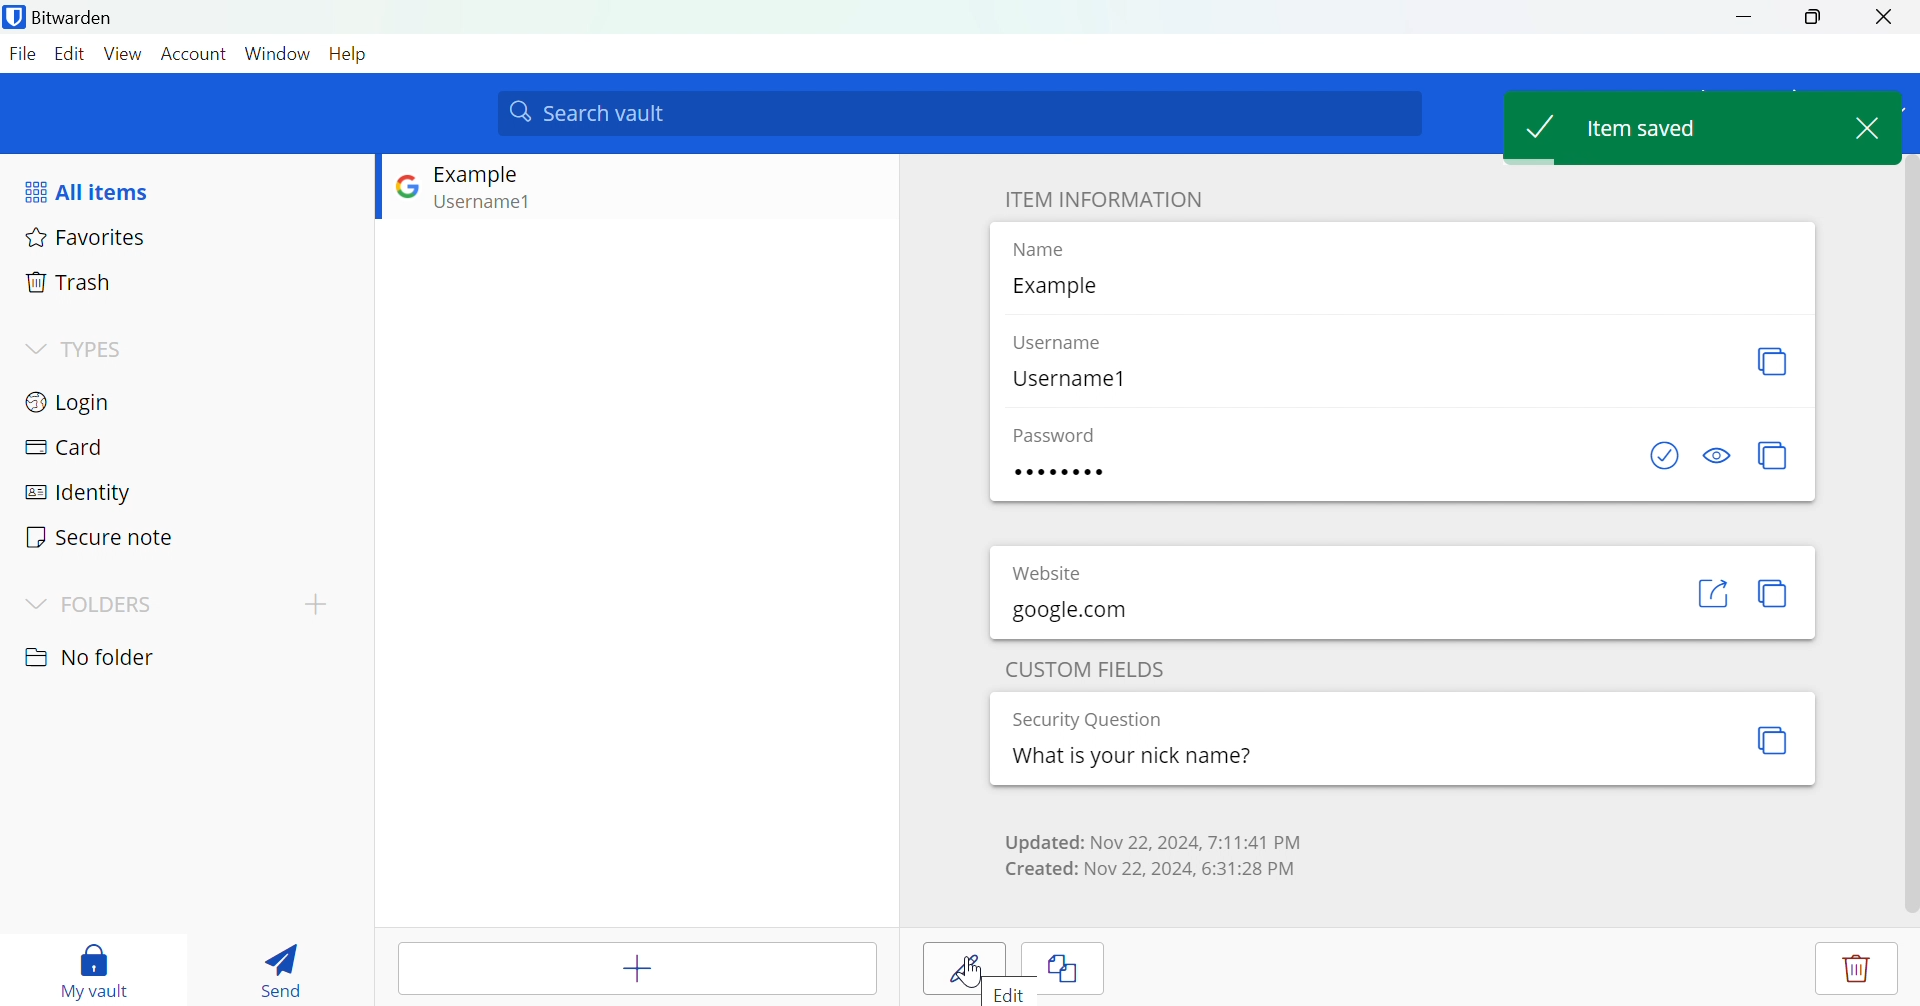 Bitwarden
File Edit View Account Window Help
Search vault
Item saved
All items
Favorites
Trash
TYPES
Login
Card
Identity
Secure note
FOLDERS
No folder
My vault
Send
Example
Username1
ITEM INFORMATION
Name
Example
Username
Username1
Password
••••••••
Website
google.com
CUSTOM FIELDS
Security Question
What is your nick name?
Updated: Nov 22, 2024, 7:11:41 PM
Created: Nov 22, 2024, 6:31:28 PM
Edit